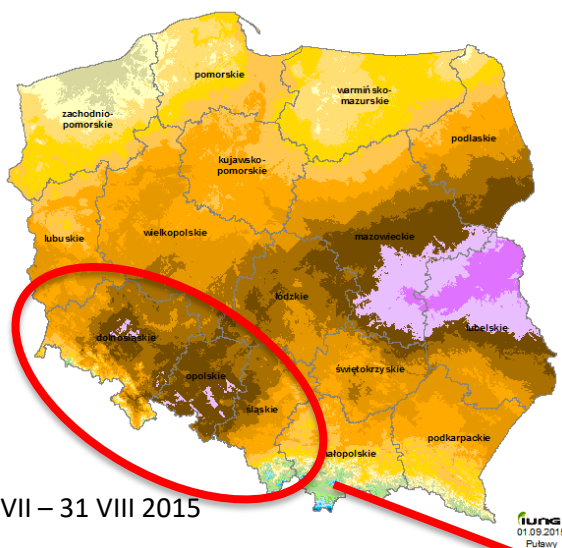 pomorskie
warmińsko-
mazurskie
zachodnio-
pomorskie
podlaskie
kujawsko-
pomorskie
lubuskie
wielkopolskie
mazowieckie
łódzkie
dolnośląskie
lubelskie
opolskie
świętokrzyskie
śląskie
podkarpackie
małopolskie
VII – 31 VIII 2015
IUNG
01.09.2015
Puławy